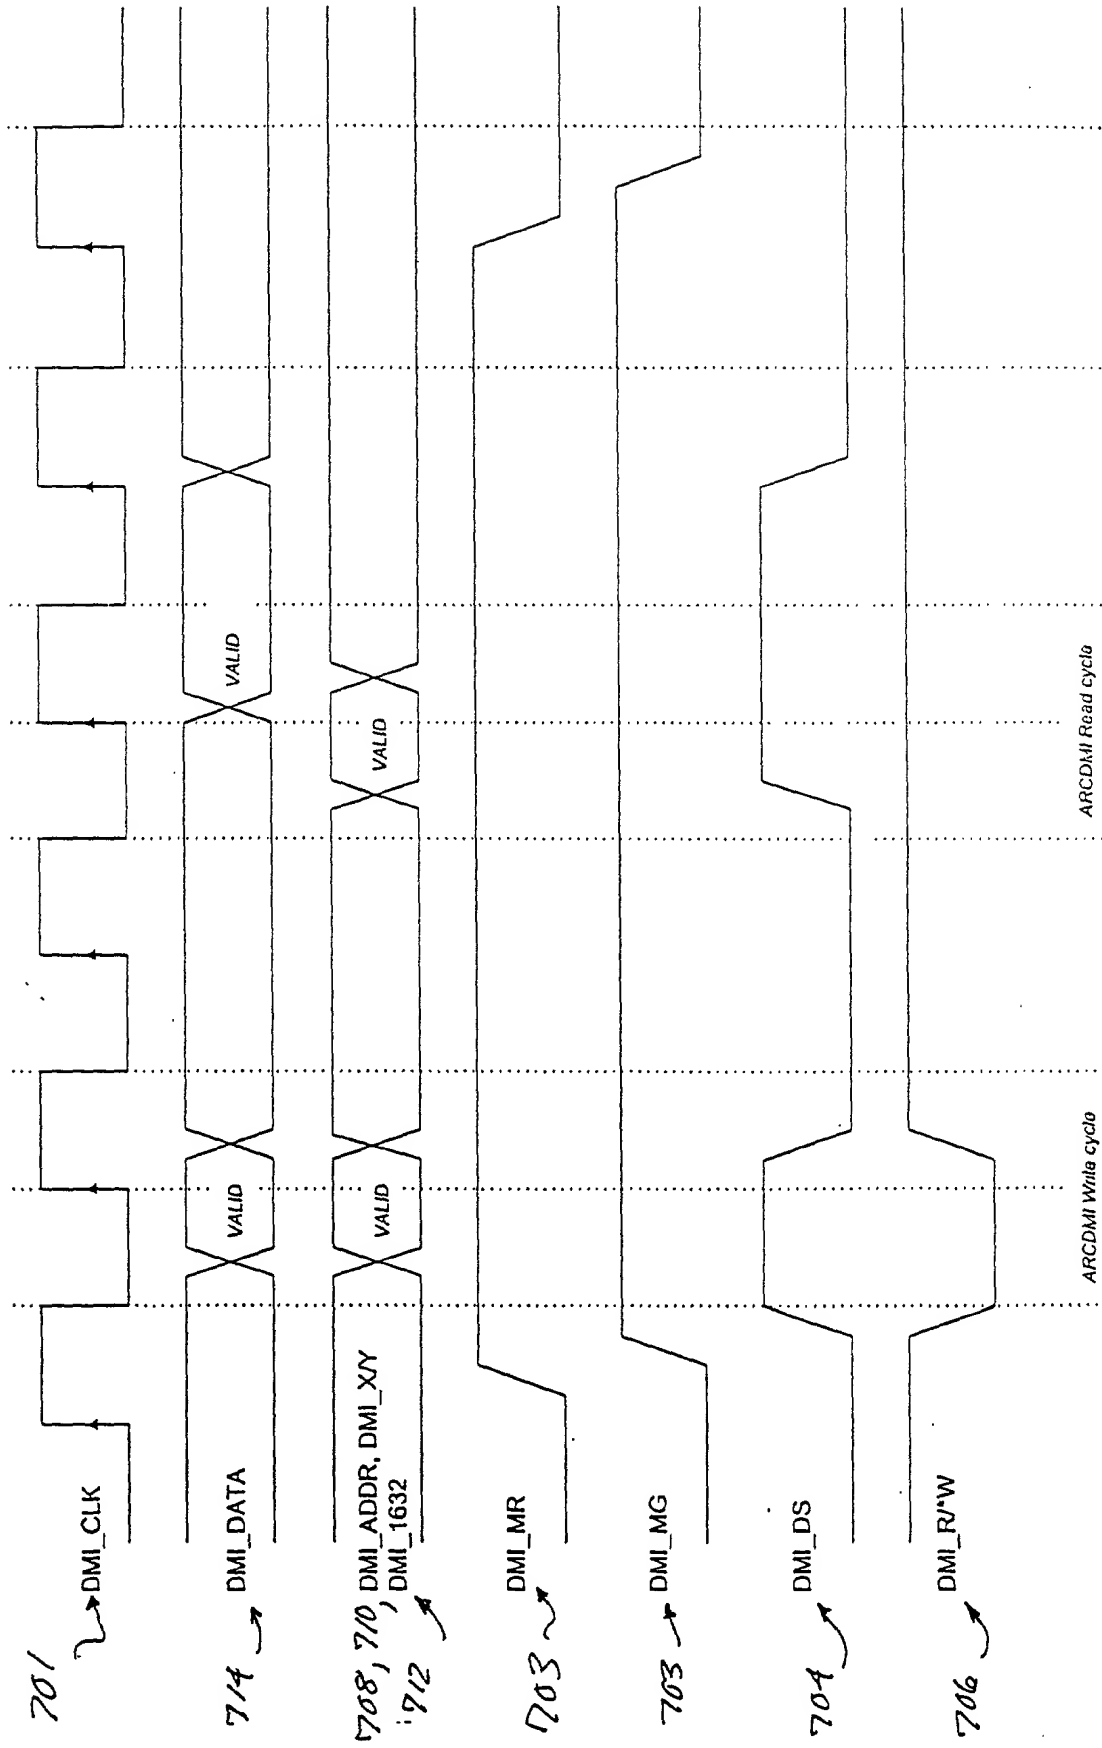 701
DMI_CLK
714
DMI_DATA
VALID
VALID
708, 710,
712
DMI_ADDR, DMI_X/Y
DMI_1632
VALID
VALID
703
DMI_MR
703
DMI_MG
704
DMI_DS
706
DMI_R/*W
ARCDMI Write cycle
ARCDMI Read cycle